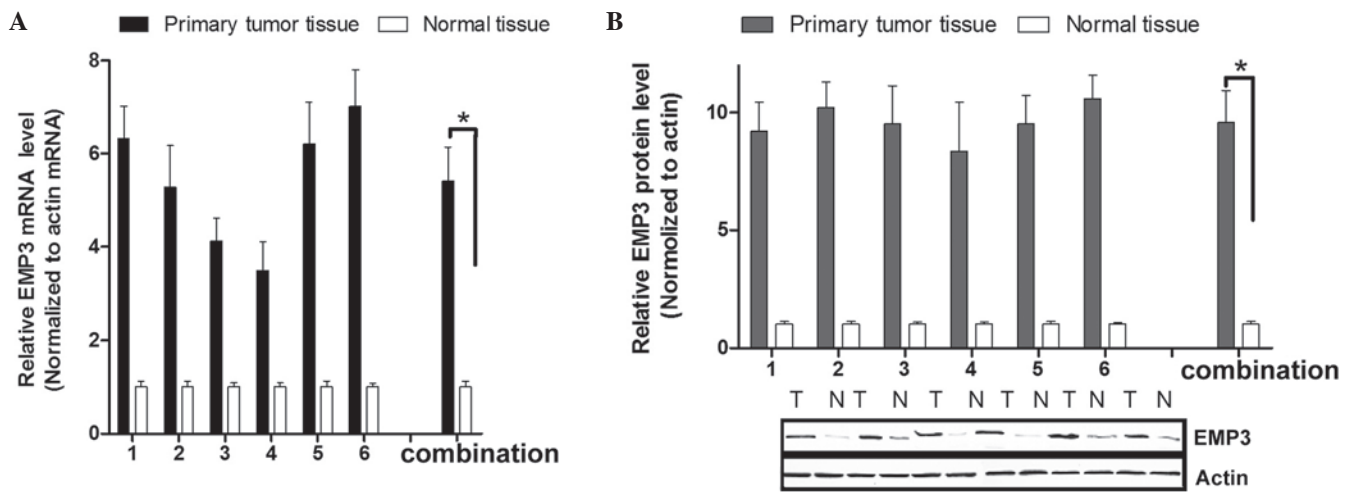 A
Primary tumor tissue
Normal tissue
Relative EMP3 mRNA level
(Normalized to actin mRNA)
8
6
4
2
0
*
1 2 3 4 5 6 combination
B
Primary tumor tissue
Normal tissue
Relative EMP3 protein level
(Normolized to actin)
10
5
0
*
1 2 3 4 5 6 combination
T N T N T N T N T N T N
EMP3
Actin